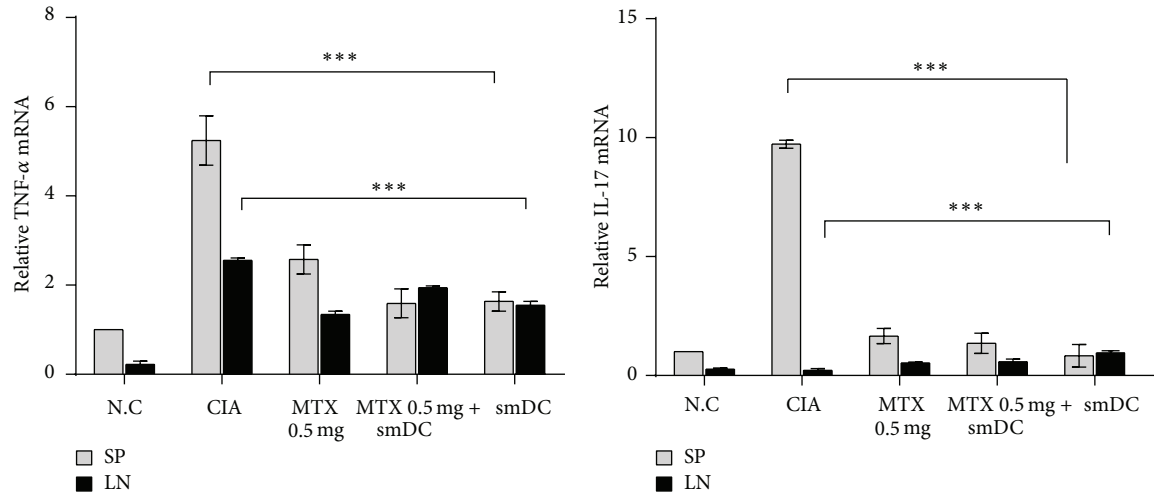 Relative TNF-α mRNA
8
6
4
2
0
***
***
N.C
CIA
MTX
0.5 mg
MTX 0.5 mg +
smDC
smDC
SP
LN
Relative IL-17 mRNA
15
10
5
0
***
***
N.C
CIA
MTX
0.5 mg
MTX 0.5 mg +
smDC
smDC
SP
LN